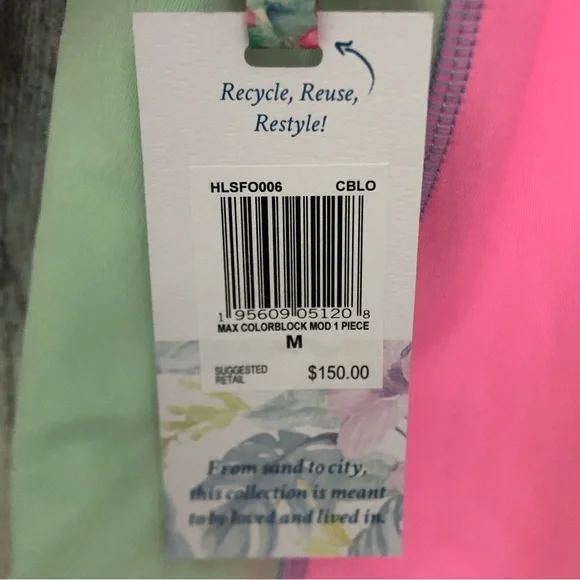 Recycle, Reuse,
Restyle!
HLSFO006 CBLO
1 95609 05120 8
MAX COLORBLOCK MOD 1 PIECE
M
SUGGESTED
RETAIL $150.00
From sand to city,
this collection is meant
to be loved and lived in.